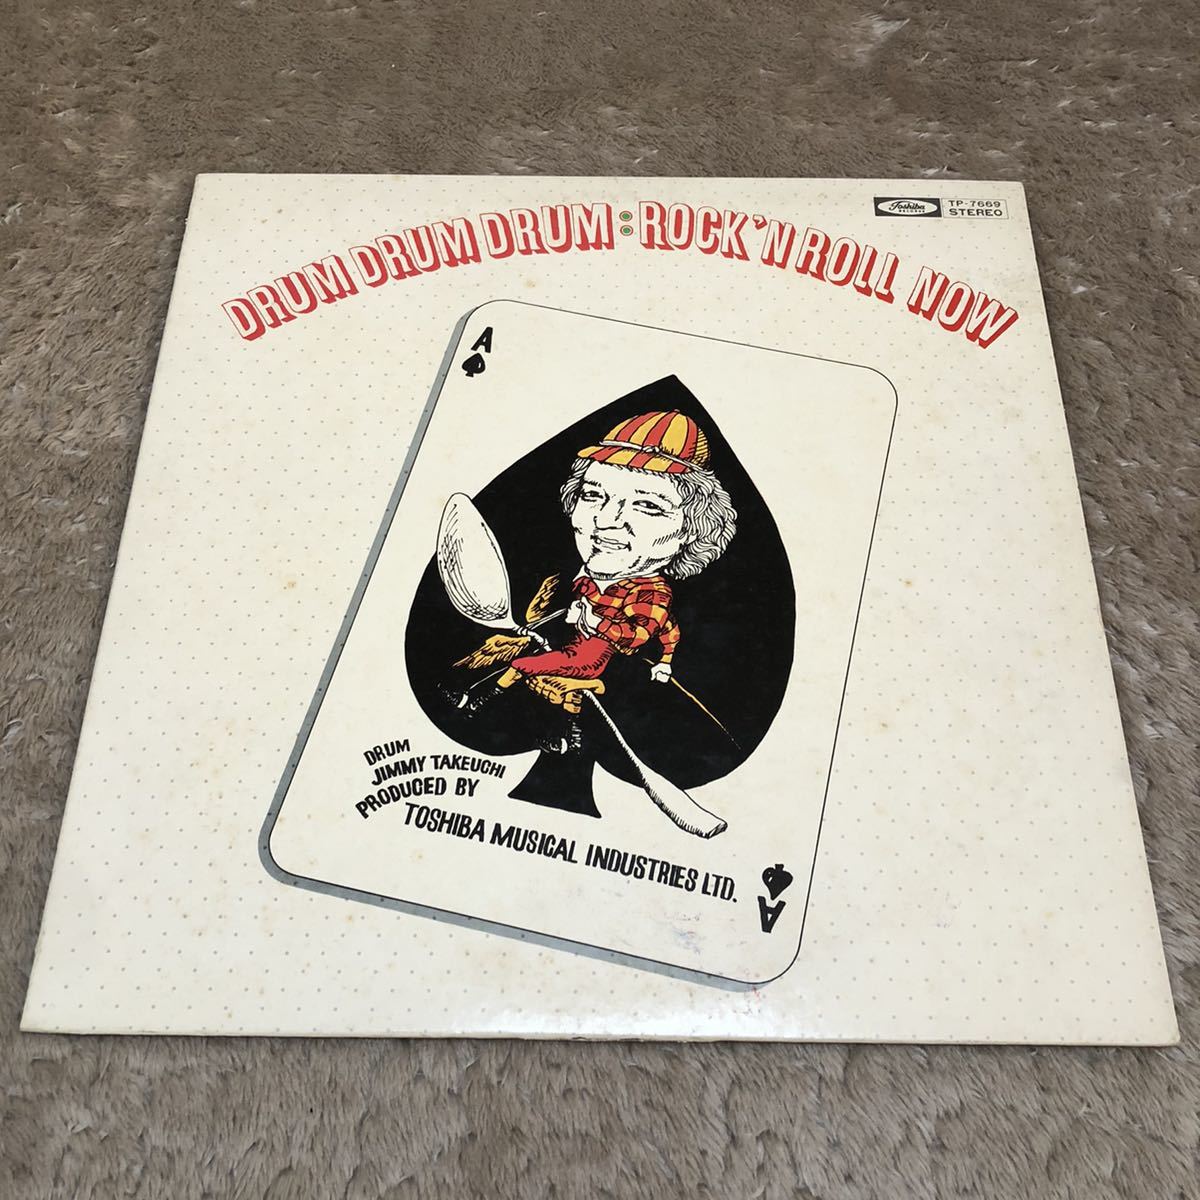 DRUM DRUM DRUM: ROCK'N ROLL NOW
Toshiba
RECORDS
TP-7669
STEREO
A
DRUM
JIMMY TAKEUCHI
PRODUCED BY
TOSHIBA MUSICAL INDUSTRIES LTD.
A